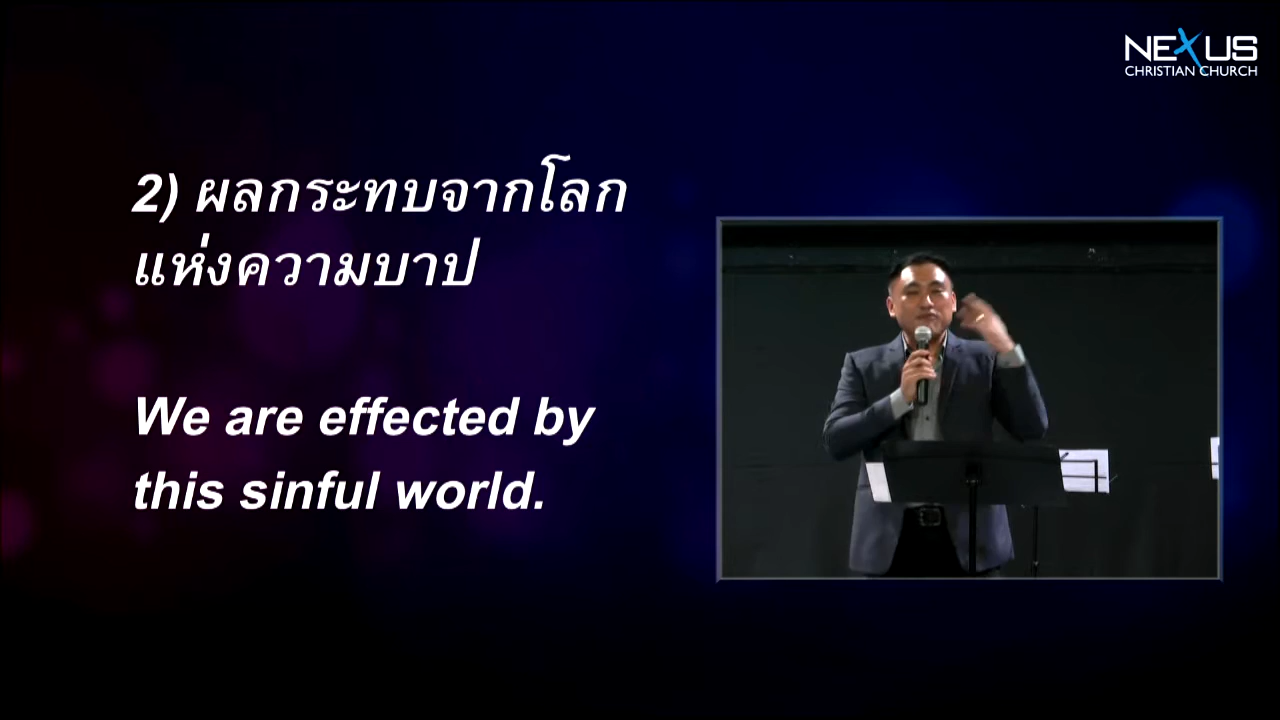 NEXUS
CHRISTIAN CHURCH
2) ผลกระทบจากโลก
แห่งความบาป
We are effected by
this sinful world.